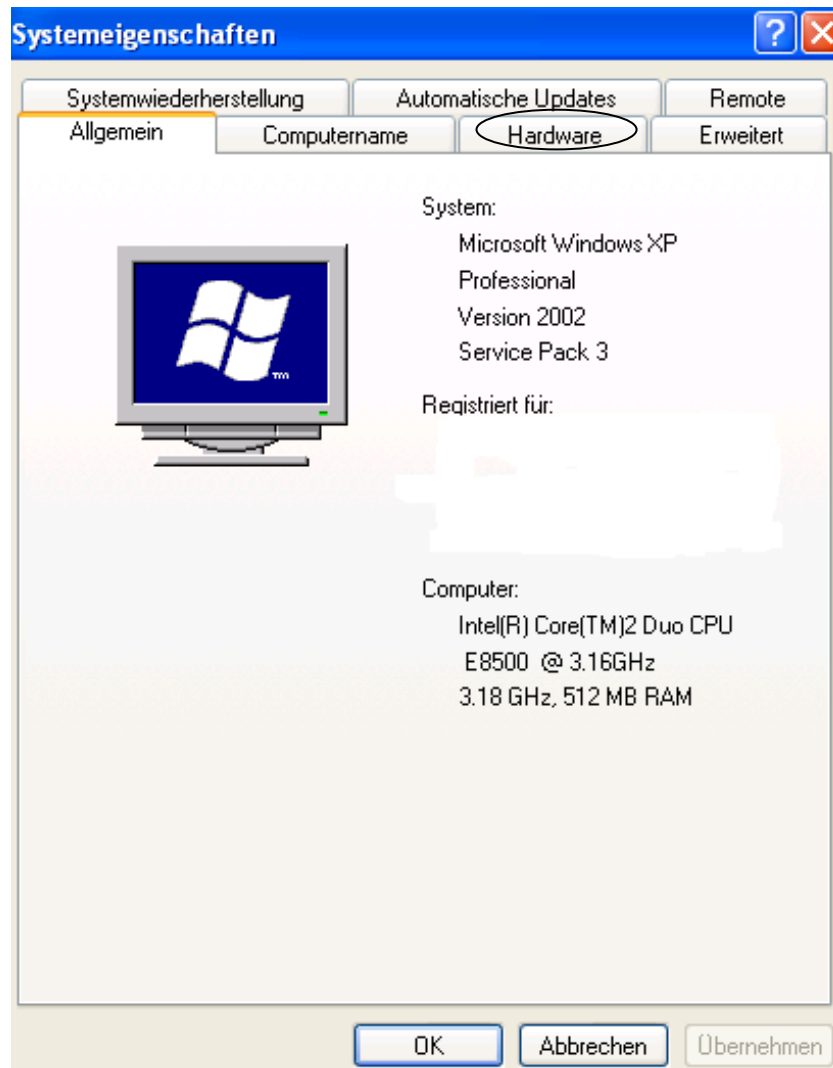 Systemeigenschaften
Systemwiederherstellung Automatische Updates Remote
Allgemein Computername Hardware Erweitert
System:
Microsoft Windows XP
Professional
Version 2002
Service Pack 3
Registriert für:
Computer:
Intel(R) Core(TM)2 Duo CPU
E8500 @ 3.16GHz
3.18 GHz, 512 MB RAM
TM
OK Abbrechen Übernehmen